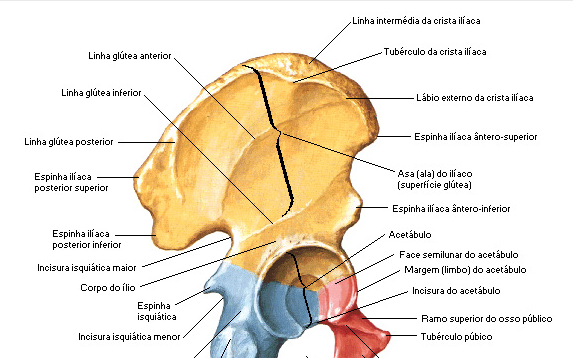 Linha intermédia da crista ilíaca
Linha glútea anterior
Tubérculo da crista ilíaca
Linha glútea inferior
Lábio externo da crista ilíaca
Linha glútea posterior
Espinha ilíaca ântero-superior
Espinha ilíaca
posterior superior
Asa (ala) do ilíaco
(superfície glútea)
Espinha ilíaca ântero-inferior
Espinha ilíaca
posterior inferior
Acetábulo
Incisura isquiática maior
Face semilunar do acetábulo
Margem (limbo) do acetábulo
Corpo do ílio
Incisura do acetábulo
Espinha
isquiática
Ramo superior do osso púbico
Incisura isquiática menor
Tubérculo púbico